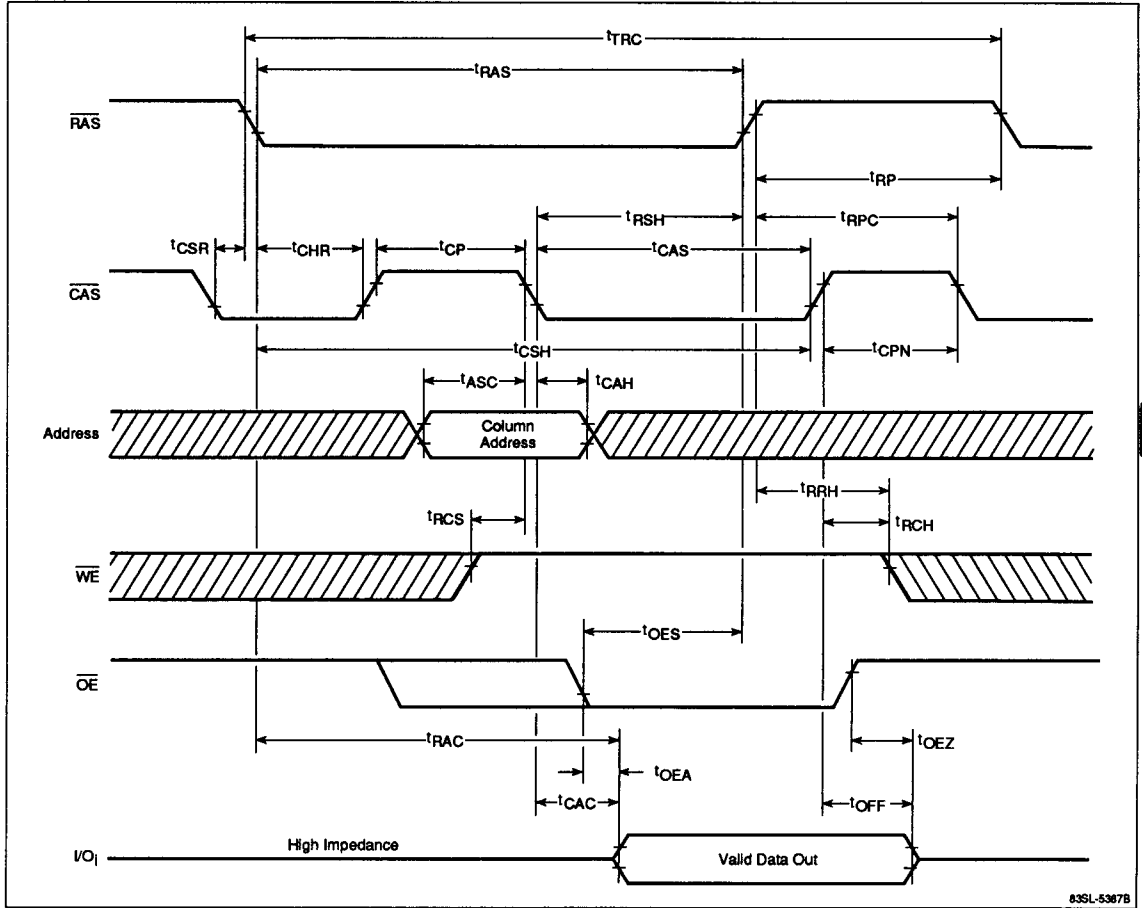 tTRC
tRAS
RAS
tRP
tRSH
tRPC
tCSR
tCHR
tCP
tCAS
CAS
tCSH
tCPN
tASC
tCAH
Address
Column
Address
tRRH
tRCS
tRCH
WE
tOES
OE
tRAC
tOEZ
tOEA
tCAC
tOFF
High Impedance
I/Oi
Valid Data Out
83SL-5387B